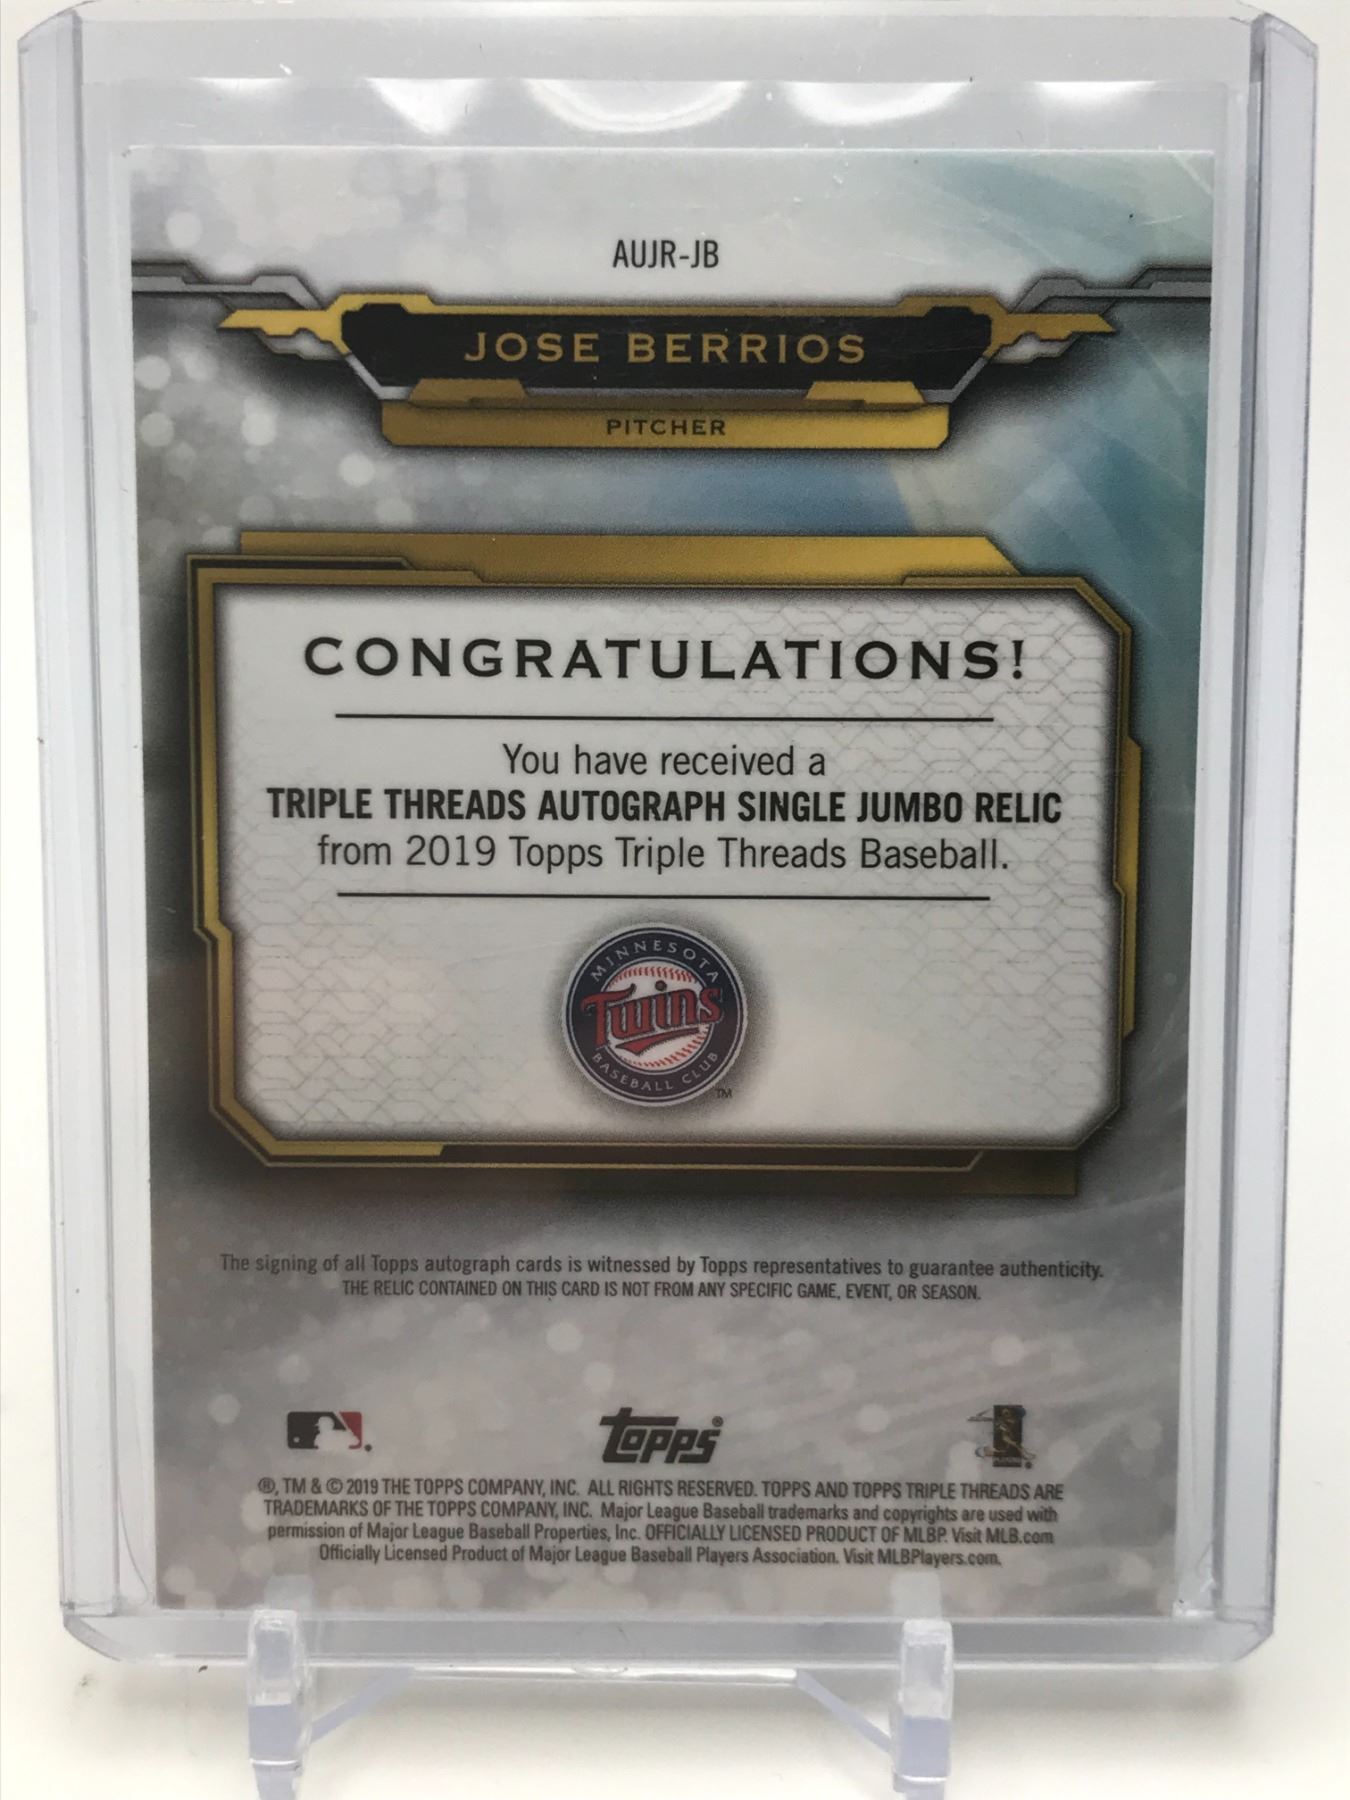 AUJR-JB
JOSE BERRIOS
PITCHER
CONGRATULATIONS!
You have received a
TRIPLE THREADS AUTOGRAPH SINGLE JUMBO RELIC
from 2019 Topps Triple Threads Baseball.
MINNESOTA
Twins
BASEBALL CLUB
TM
The signing of all Topps autograph cards is witnessed by Topps representatives to guarantee authenticity.
THE RELIC CONTAINED ON THIS CARD IS NOT FROM ANY SPECIFIC GAME, EVENT, OR SEASON.
topps®
®, TM & © 2019 THE TOPPS COMPANY, INC. ALL RIGHTS RESERVED. TOPPS AND TOPPS TRIPLE THREADS ARE
TRADEMARKS OF THE TOPPS COMPANY, INC. Major League Baseball trademarks and copyrights are used with
permission of Major League Baseball Properties, Inc. OFFICIALLY LICENSED PRODUCT OF MLBP. Visit MLB.com
Officially Licensed Product of Major League Baseball Players Association. Visit MLBPlayers.com.